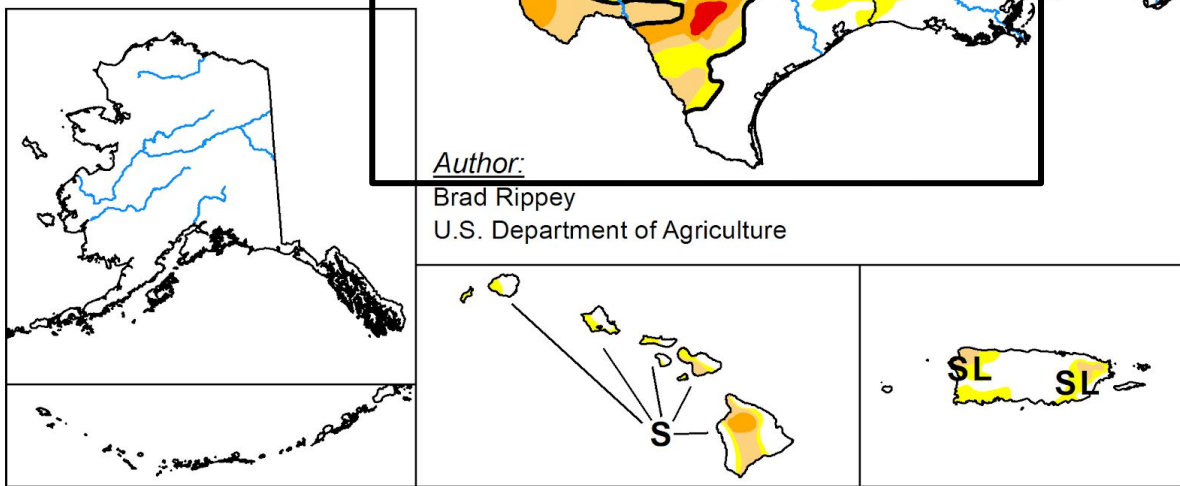 Author:
Brad Rippey
U.S. Department of Agriculture
S
SL
SL